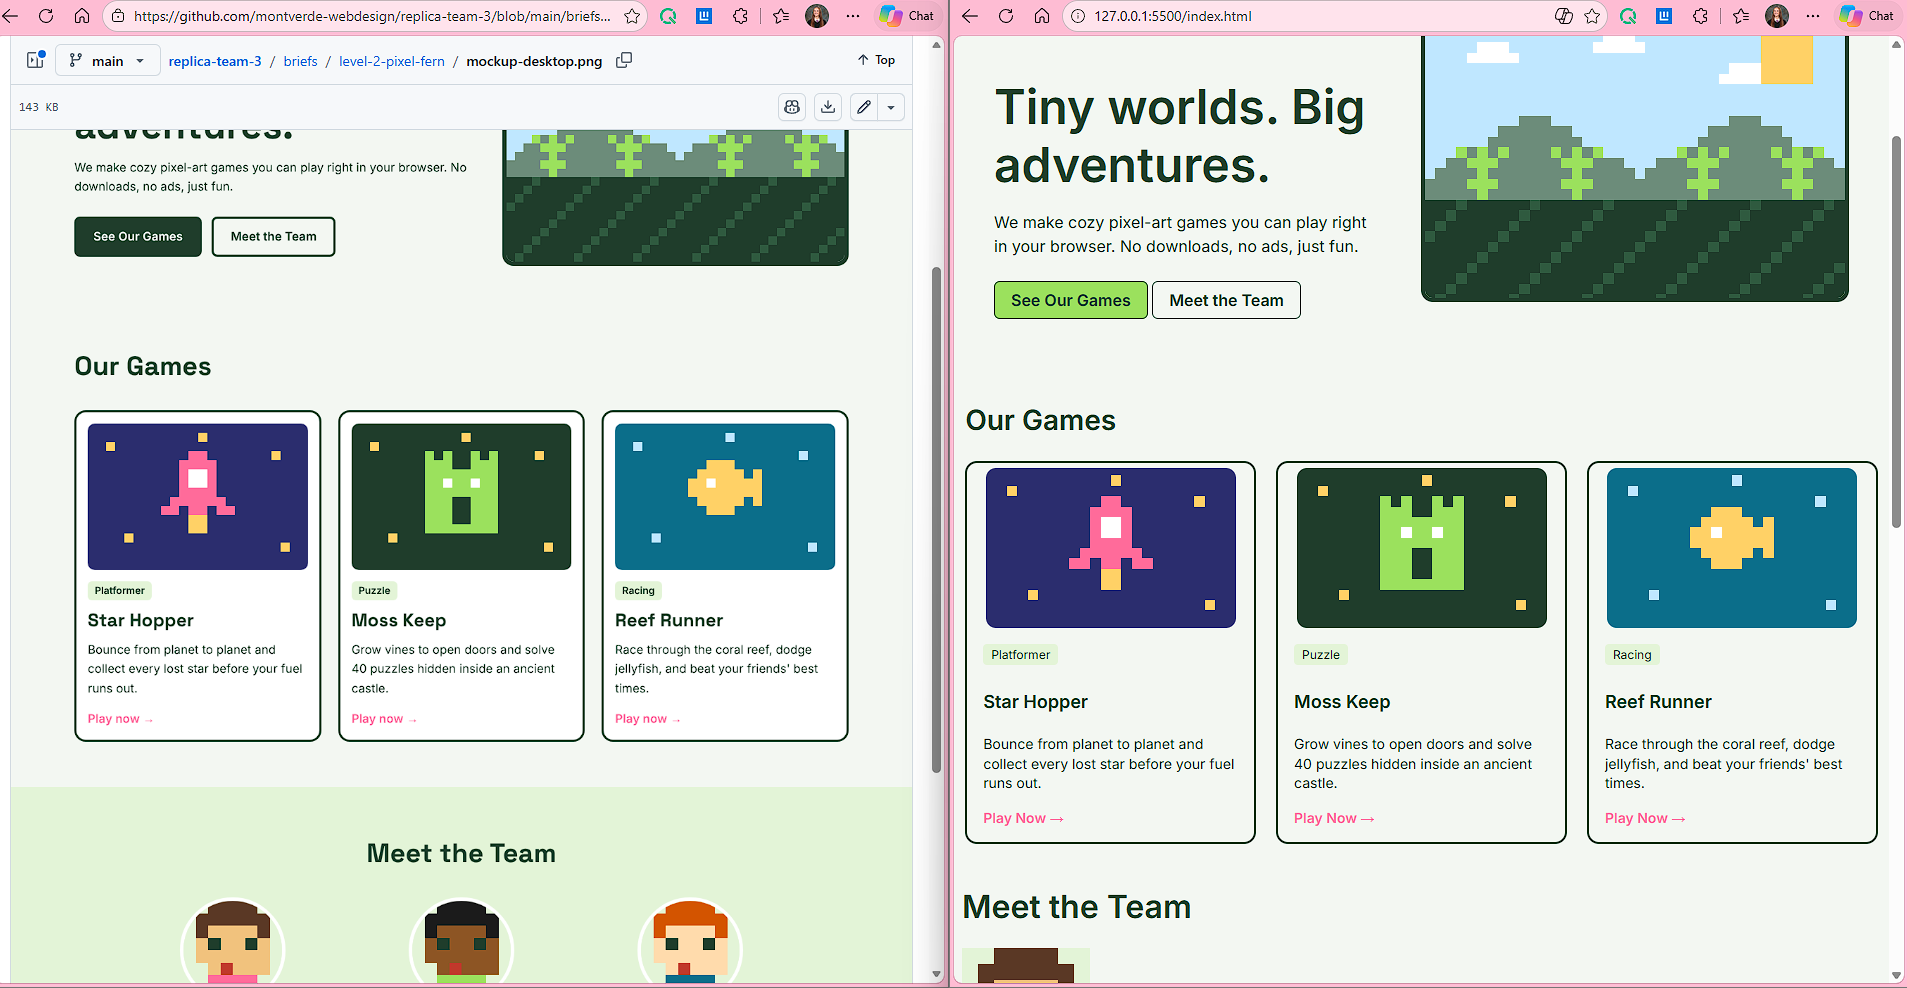 https://github.com/montverde-webdesign/replica-team-3/blob/main/briefs...
Chat
main
replica-team-3 / briefs / level-2-pixel-fern / mockup-desktop.png
Top
143 KB
adventures.
We make cozy pixel-art games you can play right in your browser. No
downloads, no ads, just fun.
See Our Games
Meet the Team
Our Games
Platformer
Star Hopper
Bounce from planet to planet and
collect every lost star before your fuel
runs out.
Play now →
Puzzle
Moss Keep
Grow vines to open doors and solve
40 puzzles hidden inside an ancient
castle.
Play now →
Racing
Reef Runner
Race through the coral reef, dodge
jellyfish, and beat your friends' best
times.
Play now →
Meet the Team
127.0.0.1:5500/index.html
Chat
Tiny worlds. Big
adventures.
We make cozy pixel-art games you can play right
in your browser. No downloads, no ads, just fun.
See Our Games
Meet the Team
Our Games
Platformer
Star Hopper
Bounce from planet to planet and
collect every lost star before your fuel
runs out.
Play Now →
Puzzle
Moss Keep
Grow vines to open doors and solve
40 puzzles hidden inside an ancient
castle.
Play Now →
Racing
Reef Runner
Race through the coral reef, dodge
jellyfish, and beat your friends' best
times.
Play Now →
Meet the Team